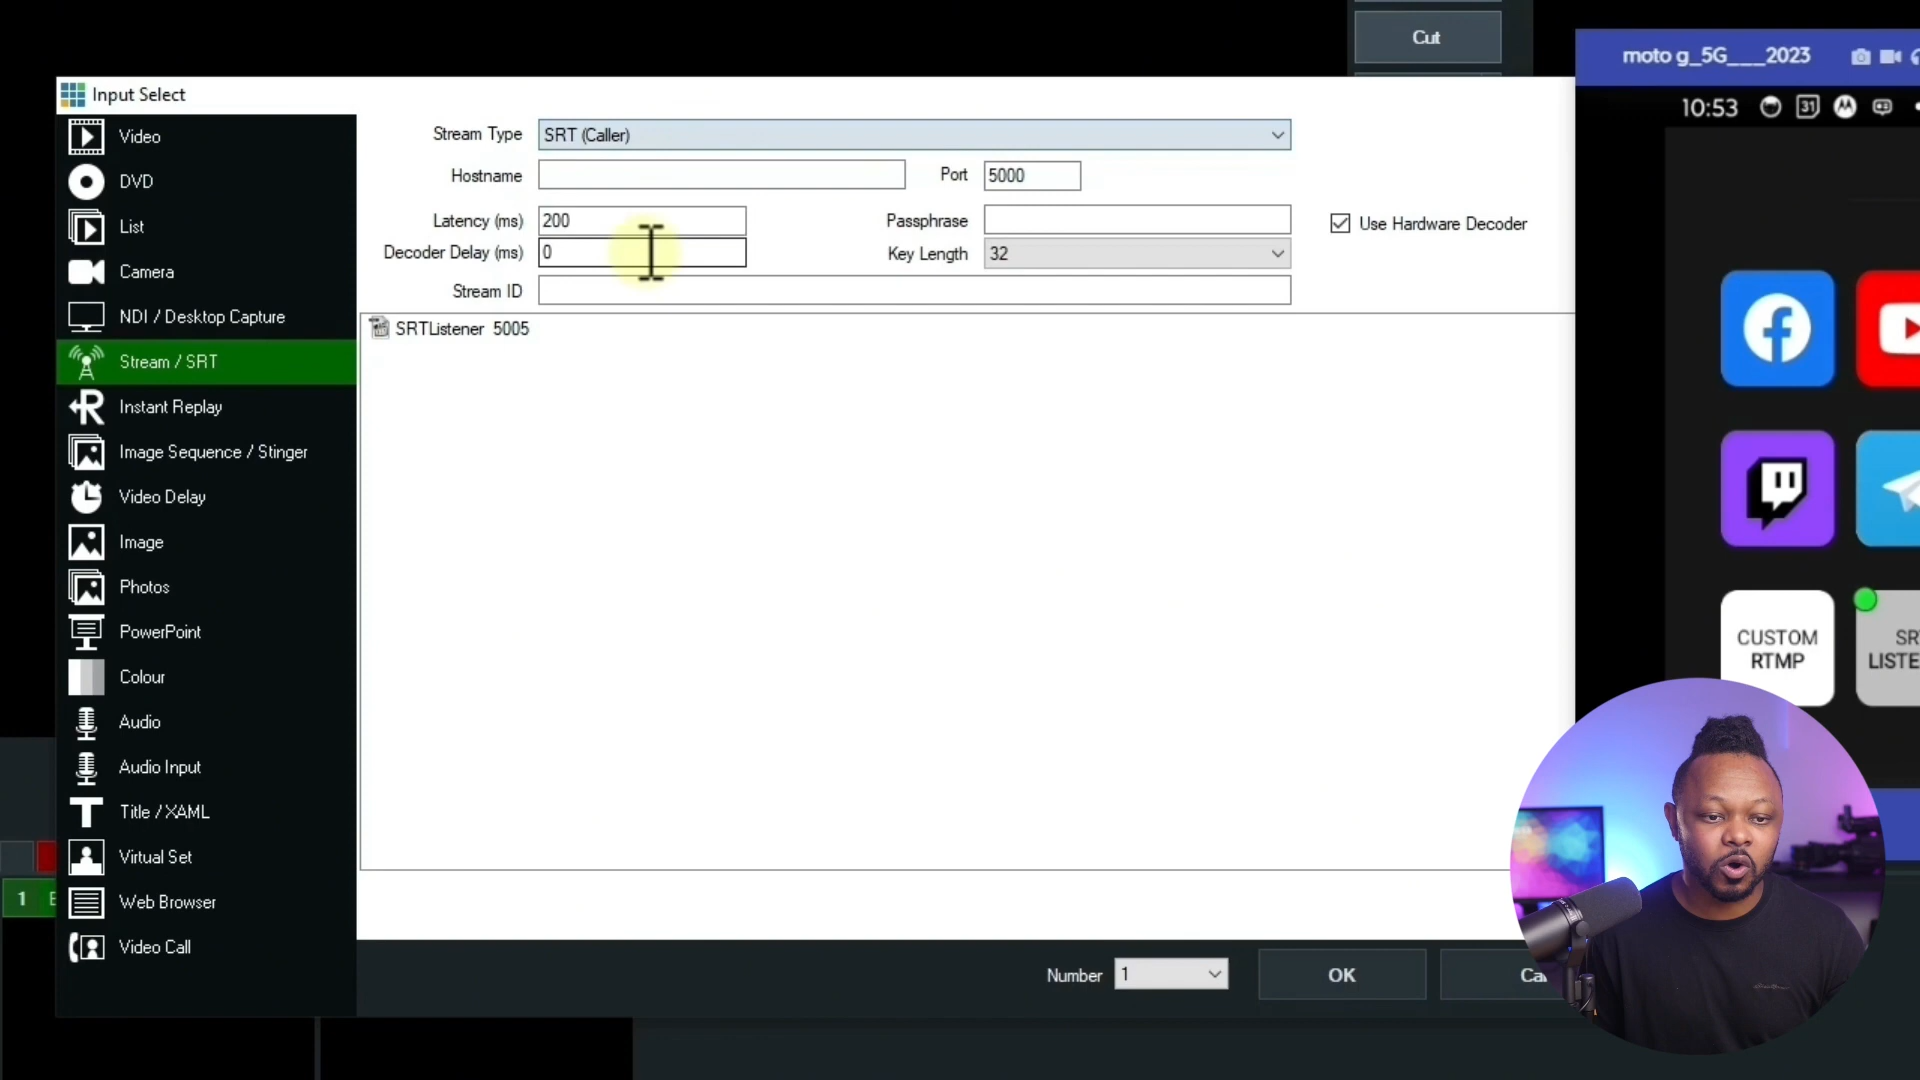 Cut
moto g_5G___2023
10:53
31
Input Select
Video
DVD
List
Camera
NDI / Desktop Capture
Stream / SRT
Instant Replay
Image Sequence / Stinger
Video Delay
Image
Photos
PowerPoint
Colour
Audio
Audio Input
Title / XAML
Virtual Set
Web Browser
Video Call
Stream Type SRT (Caller)
Hostname Port 5000
Latency (ms) 200 Passphrase Use Hardware Decoder
Decoder Delay (ms) 0 Key Length 32
Stream ID
SRTListener 5005
CUSTOM
RTMP
1
Number 1 OK